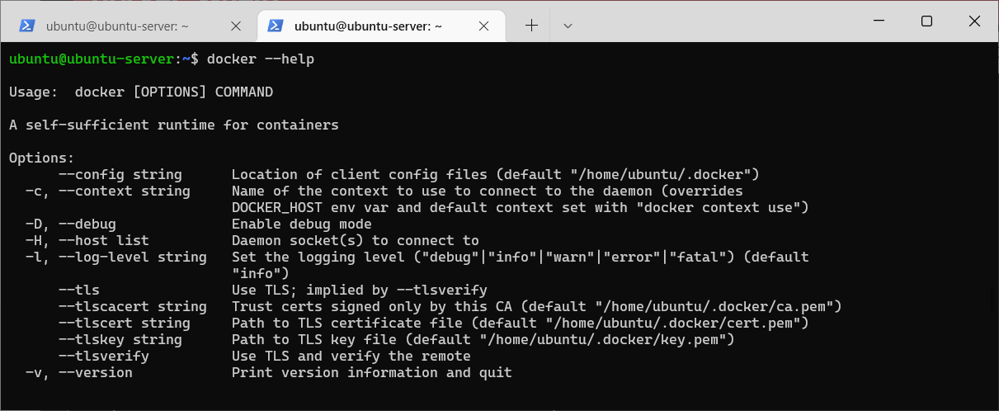 ubuntu@ubuntu-server: ~    ubuntu@ubuntu-server: ~
ubuntu@ubuntu-server:~$ docker --help

Usage:  docker [OPTIONS] COMMAND

A self-sufficient runtime for containers

Options:
      --config string      Location of client config files (default "/home/ubuntu/.docker")
  -c, --context string     Name of the context to use to connect to the daemon (overrides
                           DOCKER_HOST env var and default context set with "docker context use")
  -D, --debug              Enable debug mode
  -H, --host list          Daemon socket(s) to connect to
  -l, --log-level string   Set the logging level ("debug"|"info"|"warn"|"error"|"fatal") (default
                           "info")
      --tls                Use TLS; implied by --tlsverify
      --tlscacert string   Trust certs signed only by this CA (default "/home/ubuntu/.docker/ca.pem")
      --tlscert string     Path to TLS certificate file (default "/home/ubuntu/.docker/cert.pem")
      --tlskey string      Path to TLS key file (default "/home/ubuntu/.docker/key.pem")
      --tlsverify          Use TLS and verify the remote
  -v, --version            Print version information and quit